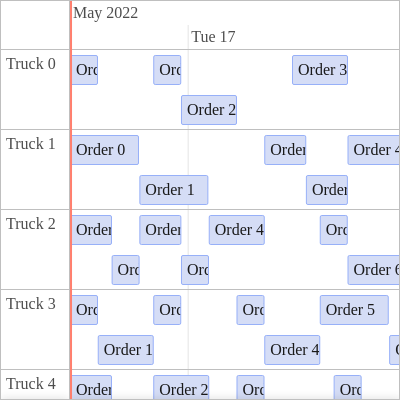 May 2022
Tue 17
Truck 0
Ord
Ord
Order 3
Order 2
Truck 1
Order 0
Order
Order 4
Order 1
Order
Truck 2
Order
Order
Order 4
Ord
Ord
Ord
Order 6
Truck 3
Ord
Ord
Ord
Order 5
Order 1
Order 4
Truck 4
Order
Order 2
Ord
Ord